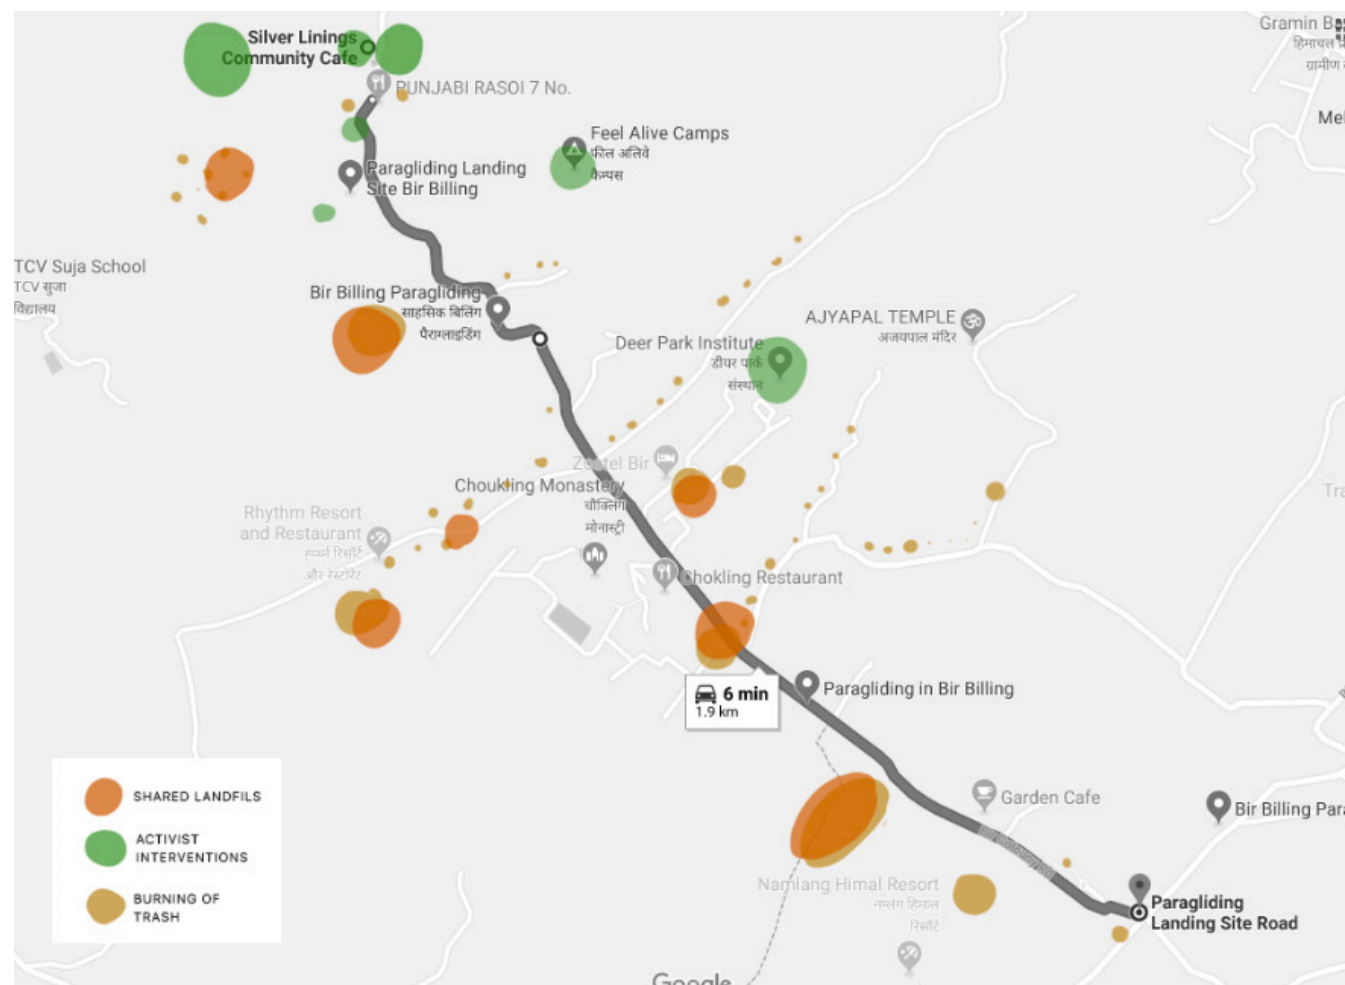 Gramin B
हिमाचल प्र
ग्रामीण
Silver Linings
Community Cafe
PUNJABI RASOI 7 No.
Mel
Feel Alive Camps
फील अलिवे
कैम्पस
Paragliding Landing
Site Bir Billing
TCV Suja School
TCV सुजा
विद्यालय
Bir Billing Paragliding
साहसिक बिलिंग
पैराग्लाइडिंग
AJYAPAL TEMPLE
अजयपाल मंदिर
Deer Park Institute
डीयर पार्क
संस्थान
Zostel Bir
Choukling Monastery
चौक्लिंग
मोनास्ट्री
Tra
Rhythm Resort
and Restaurant
रिसॉर्ट
और रेस्टोरेंट
Chokling Restaurant
6 min
1.9 km
Paragliding in Bir Billing
Garden Cafe
Bir Billing Para
SHARED LANDFILS
ACTIVIST
INTERVENTIONS
BURNING OF
TRASH
Namlang Himal Resort
नम्लंग हिमाल
रिसॉर्ट
Paragliding
Landing Site Road
Google